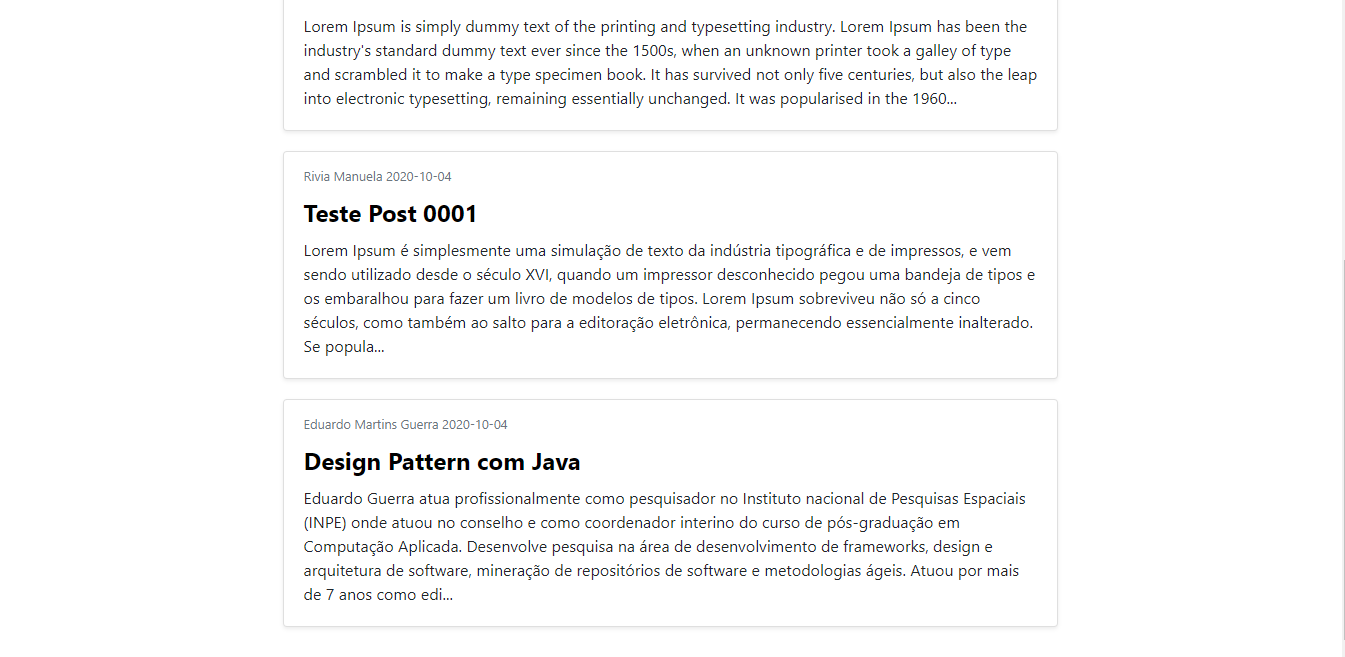 Lorem Ipsum is simply dummy text of the printing and typesetting industry. Lorem Ipsum has been the
industry's standard dummy text ever since the 1500s, when an unknown printer took a galley of type
and scrambled it to make a type specimen book. It has survived not only five centuries, but also the leap
into electronic typesetting, remaining essentially unchanged. It was popularised in the 1960...
Rivia Manuela 2020-10-04
Teste Post 0001
Lorem Ipsum é simplesmente uma simulação de texto da indústria tipográfica e de impressos, e vem
sendo utilizado desde o século XVI, quando um impressor desconhecido pegou uma bandeja de tipos e
os embaralhou para fazer um livro de modelos de tipos. Lorem Ipsum sobreviveu não só a cinco
séculos, como também ao salto para a editoração eletrônica, permanecendo essencialmente inalterado.
Se popula...
Eduardo Martins Guerra 2020-10-04
Design Pattern com Java
Eduardo Guerra atua profissionalmente como pesquisador no Instituto nacional de Pesquisas Espaciais
(INPE) onde atuou no conselho e como coordenador interino do curso de pós-graduação em
Computação Aplicada. Desenvolve pesquisa na área de desenvolvimento de frameworks, design e
arquitetura de software, mineração de repositórios de software e metodologias ágeis. Atuou por mais
de 7 anos como edi...